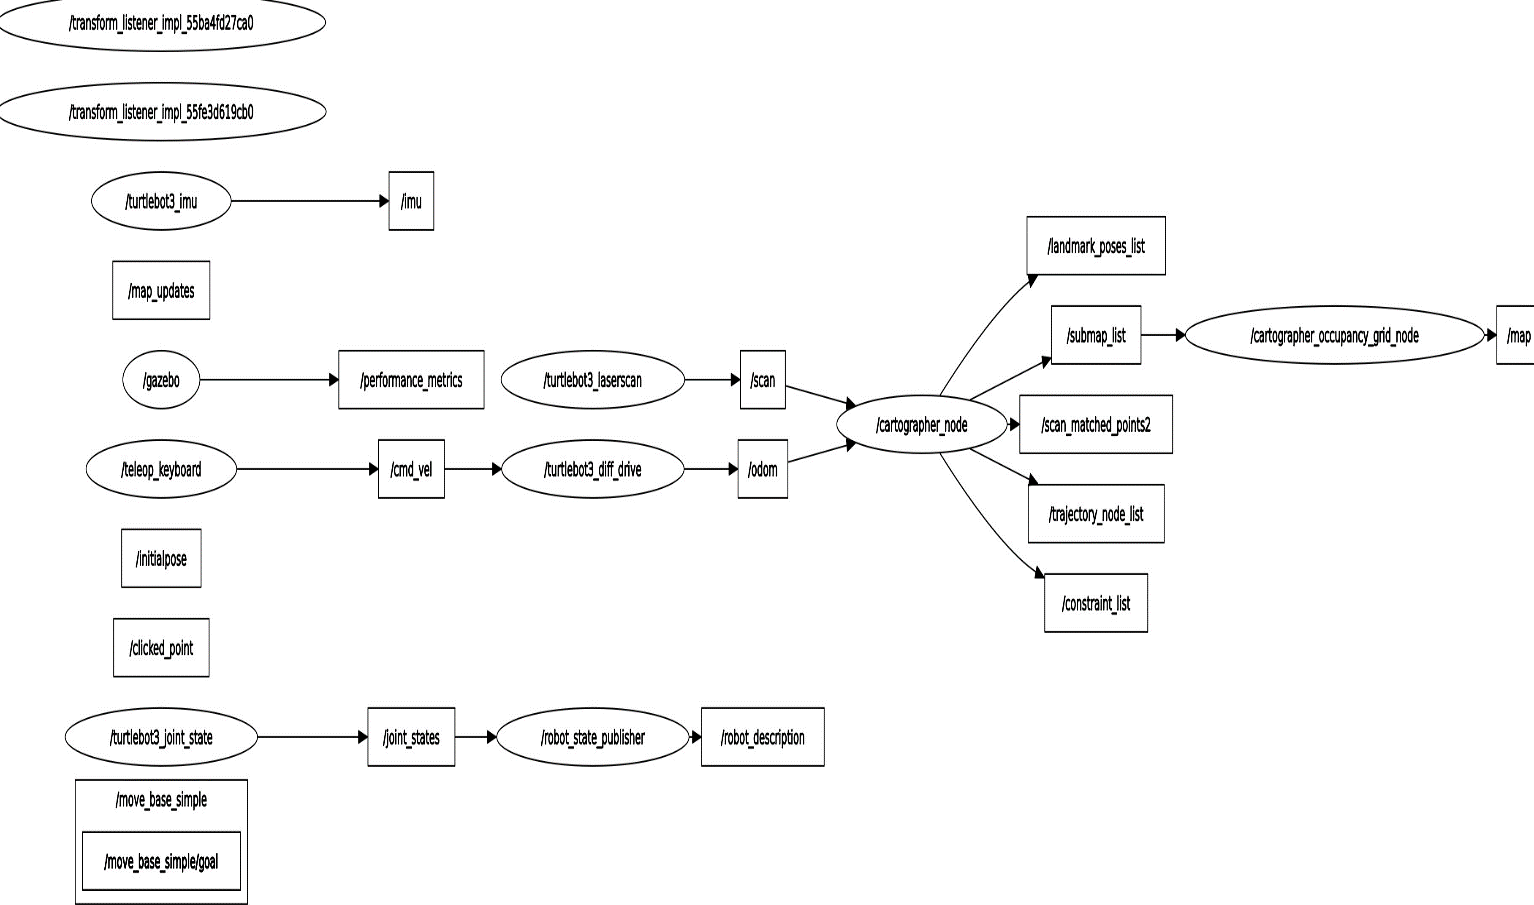 /transform_listener_impl_55ba4fd27ca0
/transform_listener_impl_55fe3d619cb0
/turtlebot3_imu
/imu
/landmark_poses_list
/map_updates
/submap_list
/cartographer_occupancy_grid_node
/map
/gazebo
/performance_metrics
/turtlebot3_laserscan
/scan
/cartographer_node
/scan_matched_points2
/teleop_keyboard
/cmd_vel
/turtlebot3_diff_drive
/odom
/trajectory_node_list
/initialpose
/constraint_list
/clicked_point
/turtlebot3_joint_state
/joint_states
/robot_state_publisher
/robot_description
/move_base_simple
/move_base_simple/goal